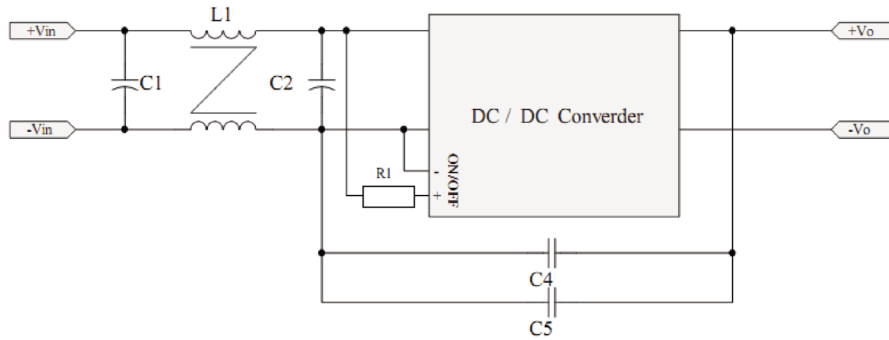 L1
+Vin
+Vo
C1
C2
DC / DC Converder
-Vin
-Vo
R1
-
+
ON/OFF
C4
C5